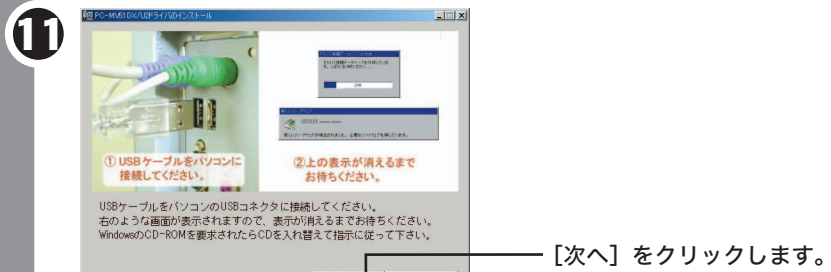 11
PC-MV51DX/U2ドライバのインストール
① USBケーブルをパソコンに
接続してください。
②上の表示が消えるまで
お待ちください。
USBケーブルをパソコンのUSBコネクタに接続してください。
右のような画面が表示されますので、表示が消えるまでお待ちください。
WindowsのCD-ROMを要求されたらCDを入れ替えて指示に従って下さい。
[次へ] をクリックします。